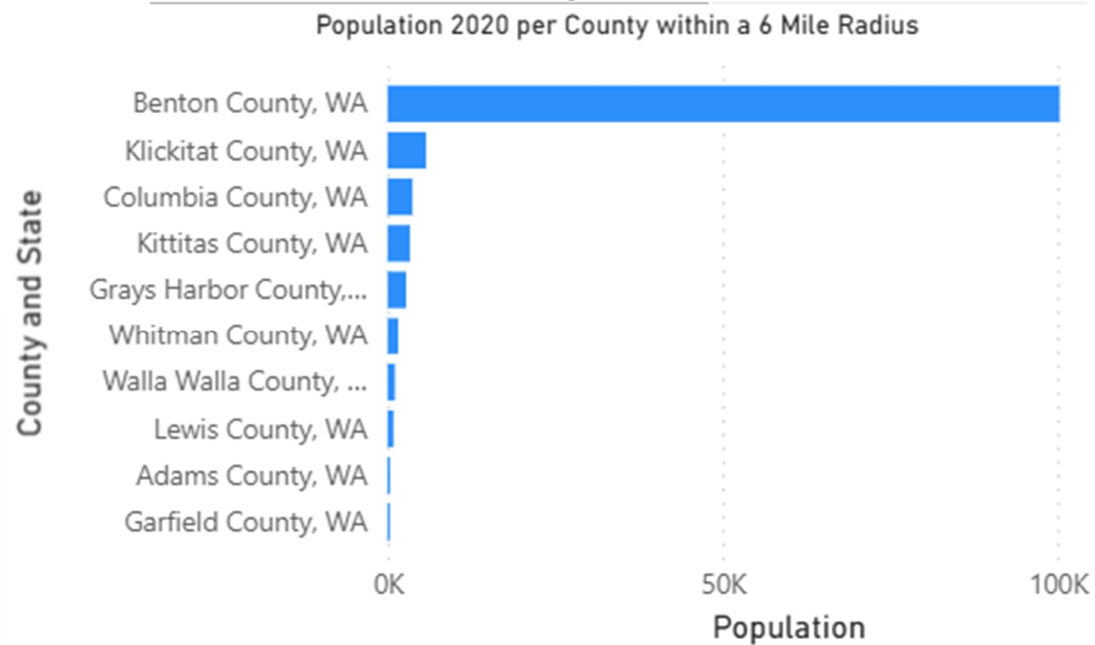 Population 2020 per County within a 6 Mile Radius
County and State
Benton County, WA
Klickitat County, WA
Columbia County, WA
Kittitas County, WA
Grays Harbor County,...
Whitman County, WA
Walla Walla County, ...
Lewis County, WA
Adams County, WA
Garfield County, WA
0K 50K 100K
Population